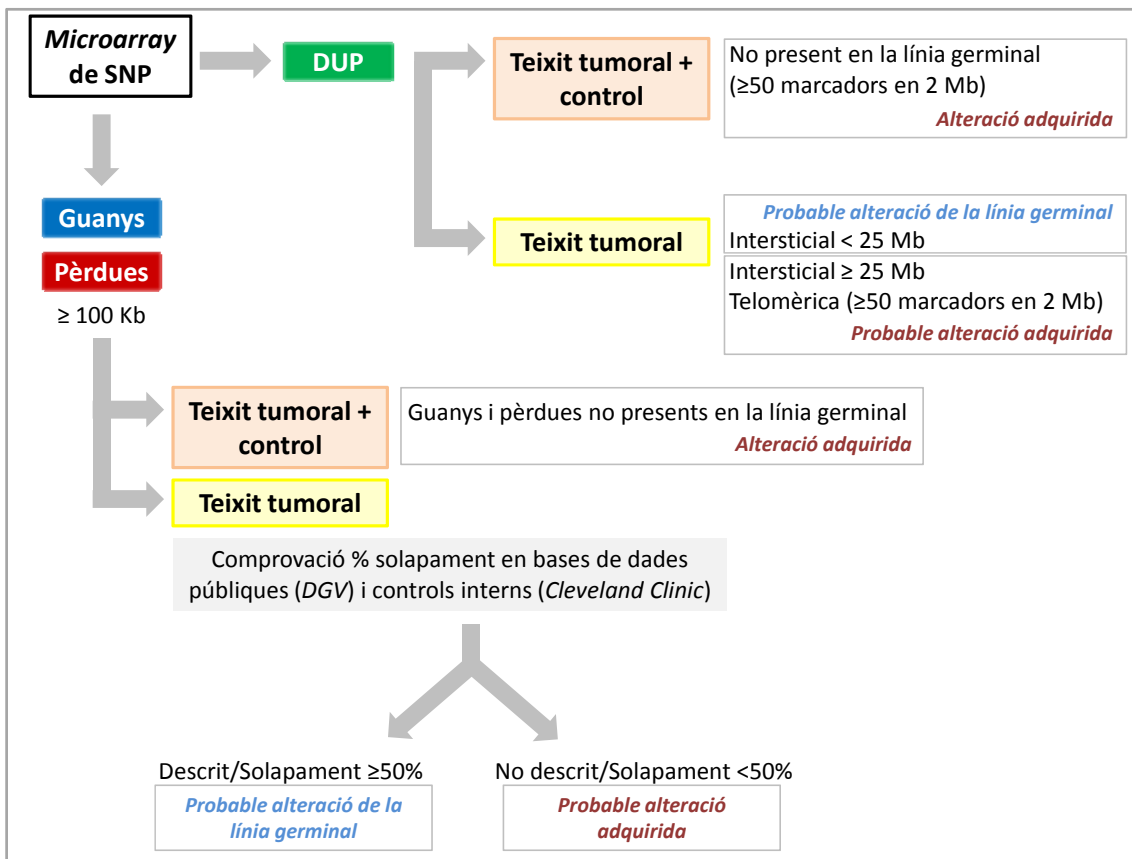 Microarray
de SNP
DUP
Teixit tumoral +
control
No present en la línia germinal
(≥50 marcadors en 2 Mb)
Alteració adquirida
Teixit tumoral
Probable alteració de la línia germinal
Intersticial < 25 Mb
Intersticial ≥ 25 Mb
Telomèrica (≥50 marcadors en 2 Mb)
Probable alteració adquirida
Guanys
Pèrdues
≥ 100 Kb
Teixit tumoral +
control
Guanys i pèrdues no presents en la línia germinal
Alteració adquirida
Teixit tumoral
Comprovació % solapament en bases de dades
públiques (DGV) i controls interns (Cleveland Clinic)
Descrit/Solapament ≥50%
Probable alteració de la
línia germinal
No descrit/Solapament <50%
Probable alteració
adquirida